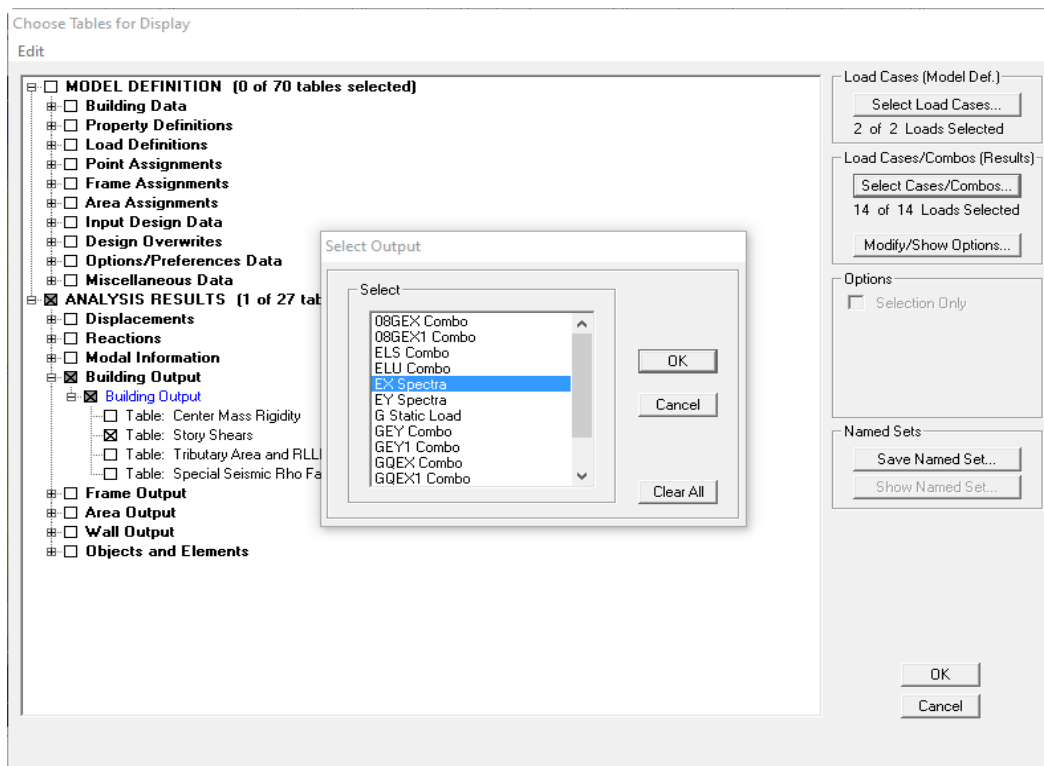 Choose Tables for Display
Edit
MODEL DEFINITION (0 of 70 tables selected)
Building Data
Property Definitions
Load Definitions
Point Assignments
Frame Assignments
Area Assignments
Input Design Data
Design Overwrites
Options/Preferences Data
Miscellaneous Data
ANALYSIS RESULTS (1 of 27 tab
Displacements
Reactions
Modal Information
Building Output
Building Output
Table: Center Mass Rigidity
Table: Story Shears
Table: Tributary Area and RLL
Table: Special Seismic Rho Fa
Frame Output
Area Output
Wall Output
Objects and Elements
Select Output
Select
08GEX Combo
08GEX1 Combo
ELS Combo
ELU Combo
EX Spectra
EY Spectra
G Static Load
GEY Combo
GEY1 Combo
GQEX Combo
GQEX1 Combo
OK
Cancel
Clear All
Load Cases (Model Def.)
Select Load Cases...
2 of 2 Loads Selected
Load Cases/Combos (Results)
Select Cases/Combos...
14 of 14 Loads Selected
Modify/Show Options...
Options
Selection Only
Named Sets
Save Named Set...
Show Named Set...
OK
Cancel